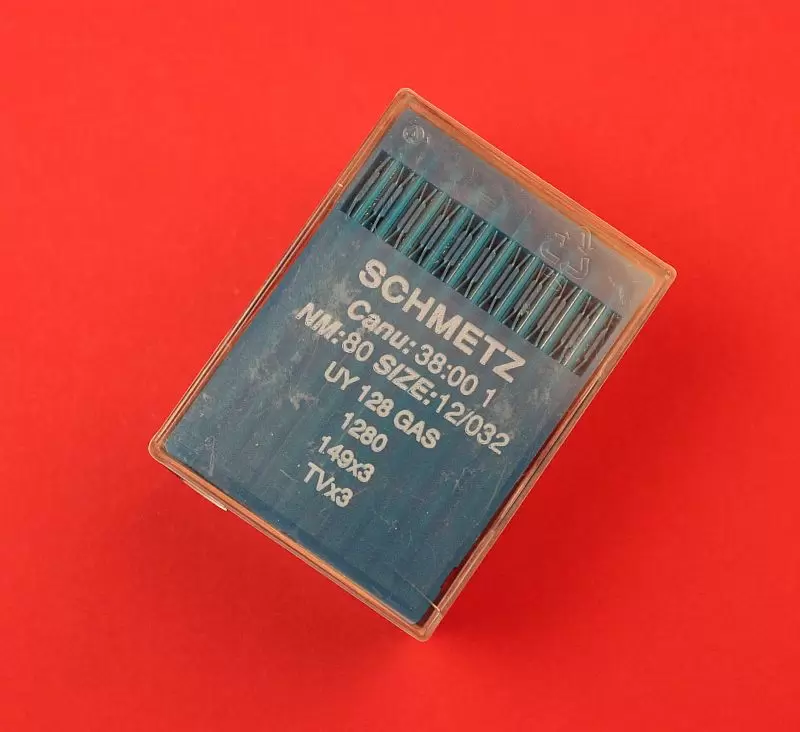 SCHMETZ
Canu: 38:00 1
NM:80 SIZE:12/032
UY 128 GAS
1280
149x3
TVx3